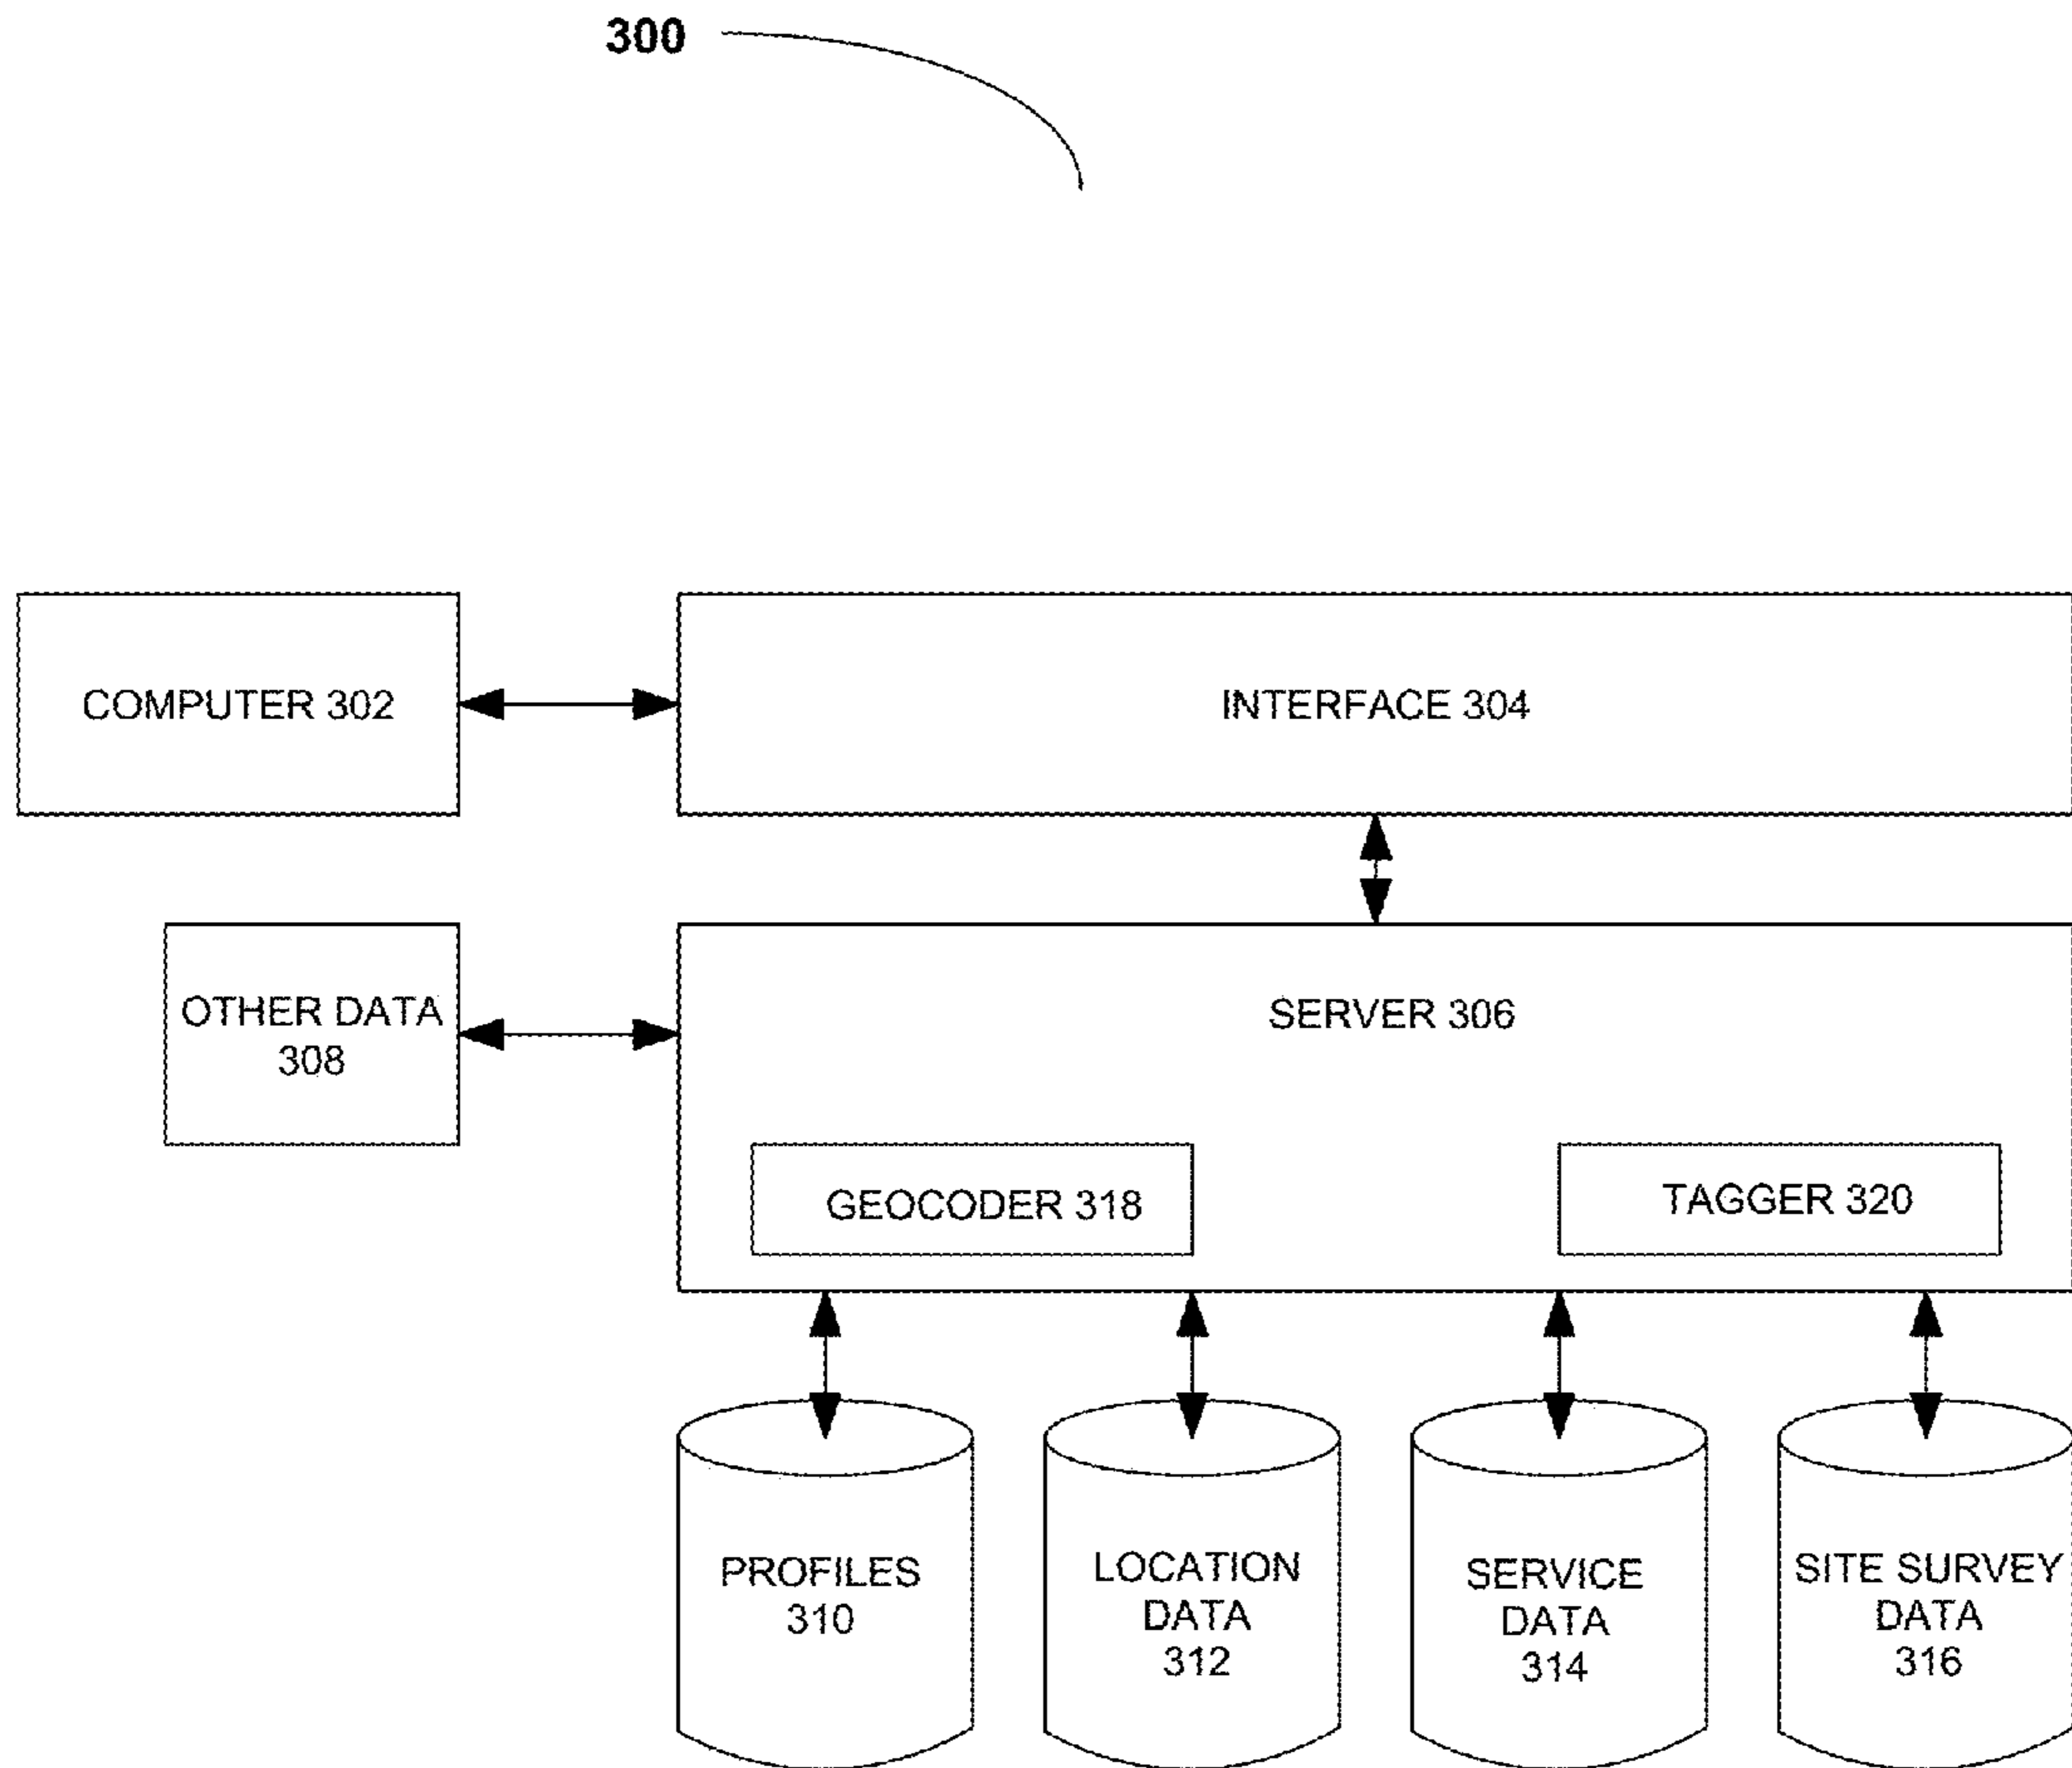 300
COMPUTER 302
INTERFACE 304
OTHER DATA
308
SERVER 306
GEOCODER 318
TAGGER 320
PROFILES
310
LOCATION
DATA
312
SERVICE
DATA
314
SITE SURVEY
DATA
316